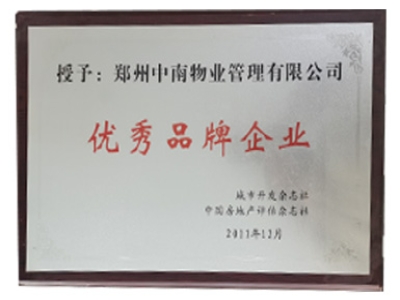 授予：郑州中南物业管理有限公司
优秀品牌企业
城市开发杂志社
中国房地产评估杂志社
2011年12月